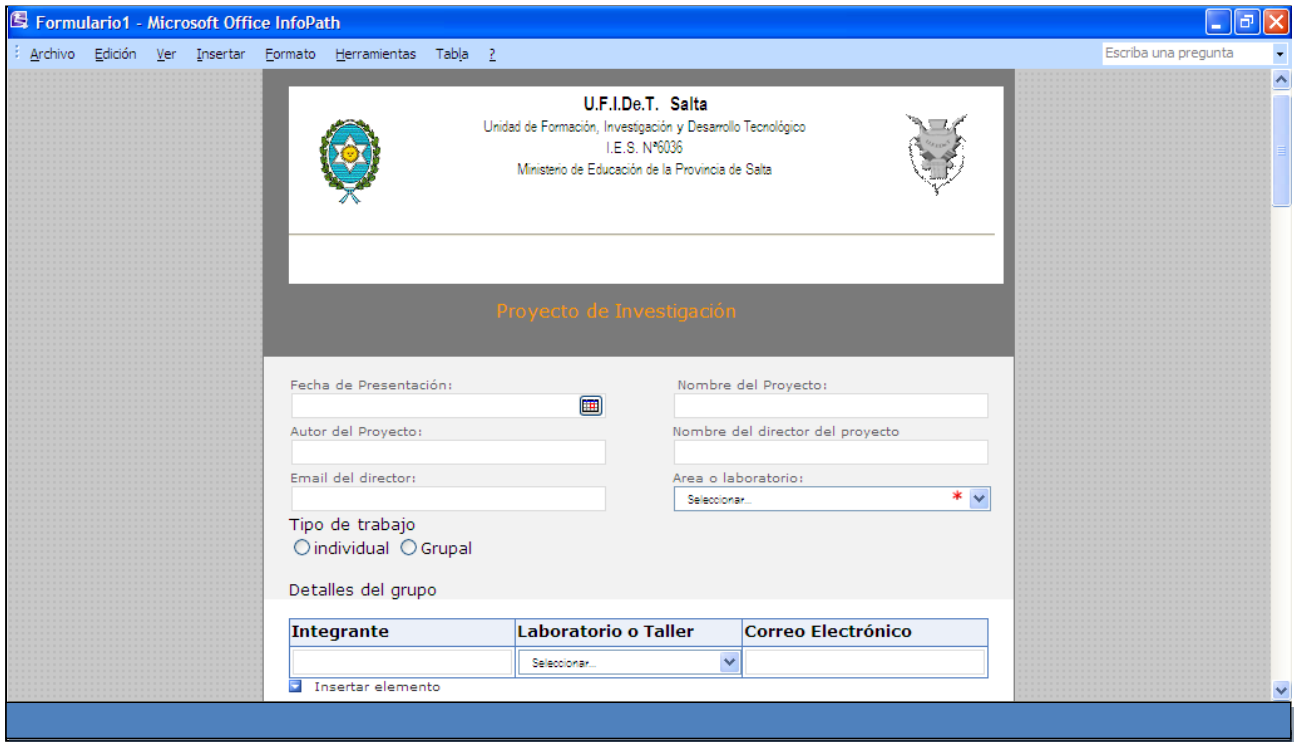 Formulario1 - Microsoft Office InfoPath
Archivo Edición Ver Insertar Formato Herramientas Tabla ? Escriba una pregunta
U.F.I.De.T. Salta
Unidad de Formación, Investigación y Desarrollo Tecnológico
I.E.S. Nª6036
Ministerio de Educación de la Provincia de Salta
Proyecto de Investigación
Fecha de Presentación: Nombre del Proyecto:
Autor del Proyecto: Nombre del director del proyecto
Email del director: Area o laboratorio:
Seleccionar... *
Tipo de trabajo
individual Grupal
Detalles del grupo
Integrante Laboratorio o Taller Correo Electrónico
Seleccionar...
Insertar elemento